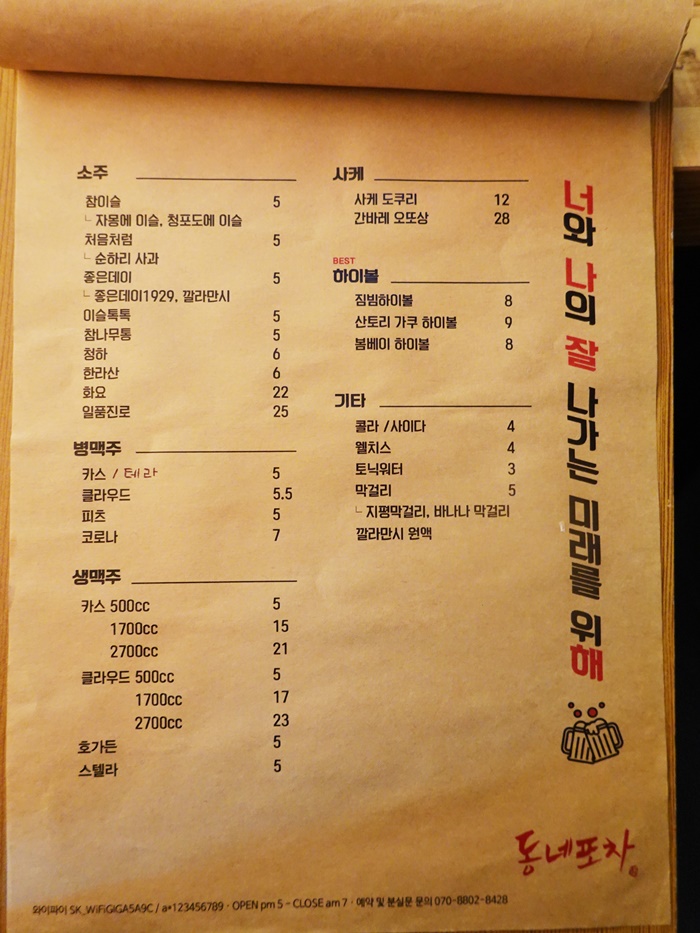 소주
참이슬 5
ㄴ 자몽에 이슬, 청포도에 이슬
처음처럼 5
ㄴ 순하리 사과
좋은데이 5
ㄴ 좋은데이1929, 깔라만시
이슬톡톡 5
참나무통 5
청하 6
한라산 6
화요 22
일품진로 25
병맥주
카스 / 테라 5
클라우드 5.5
피츠 5
코로나 7
생맥주
카스 500cc 5
1700cc 15
2700cc 21
클라우드 500cc 5
1700cc 17
2700cc 23
호가든 5
스텔라 5
사케
사케 도쿠리 12
간바레 오또상 28
BEST
하이볼
짐빔하이볼 8
산토리 가쿠 하이볼 9
봄베이 하이볼 8
기타
콜라 /사이다 4
웰치스 4
토닉워터 3
막걸리 5
ㄴ 지평막걸리, 바나나 막걸리
깔라만시 원액
너와 나의 잘 나가는 미래를 위해
동네포차
와이파이 SK_WiFiGIGA5A9C / a*123456789 · OPEN pm 5 - CLOSE am 7 · 예약 및 분실문 문의 070-8802-8428